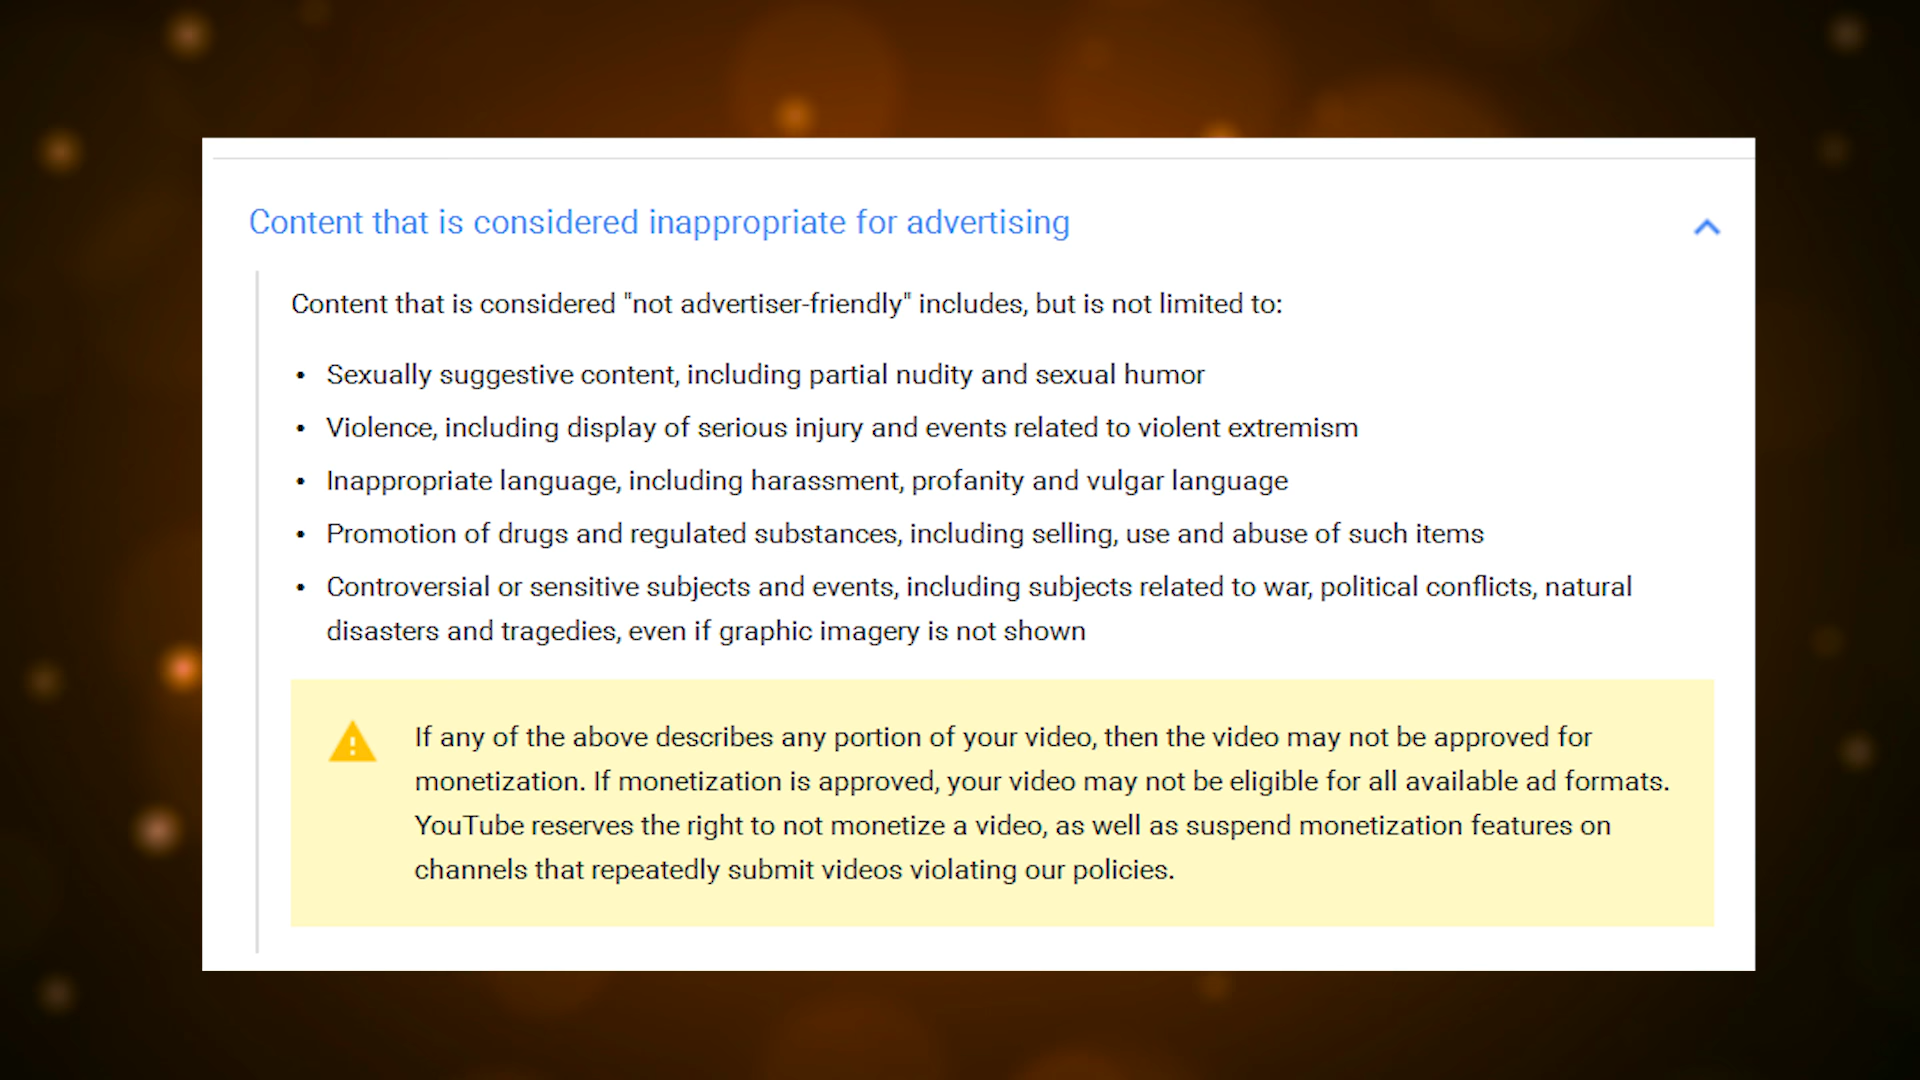 Content that is considered inappropriate for advertising
Content that is considered "not advertiser-friendly" includes, but is not limited to:
• Sexually suggestive content, including partial nudity and sexual humor
• Violence, including display of serious injury and events related to violent extremism
• Inappropriate language, including harassment, profanity and vulgar language
• Promotion of drugs and regulated substances, including selling, use and abuse of such items
• Controversial or sensitive subjects and events, including subjects related to war, political conflicts, natural
disasters and tragedies, even if graphic imagery is not shown
If any of the above describes any portion of your video, then the video may not be approved for
monetization. If monetization is approved, your video may not be eligible for all available ad formats.
YouTube reserves the right to not monetize a video, as well as suspend monetization features on
channels that repeatedly submit videos violating our policies.